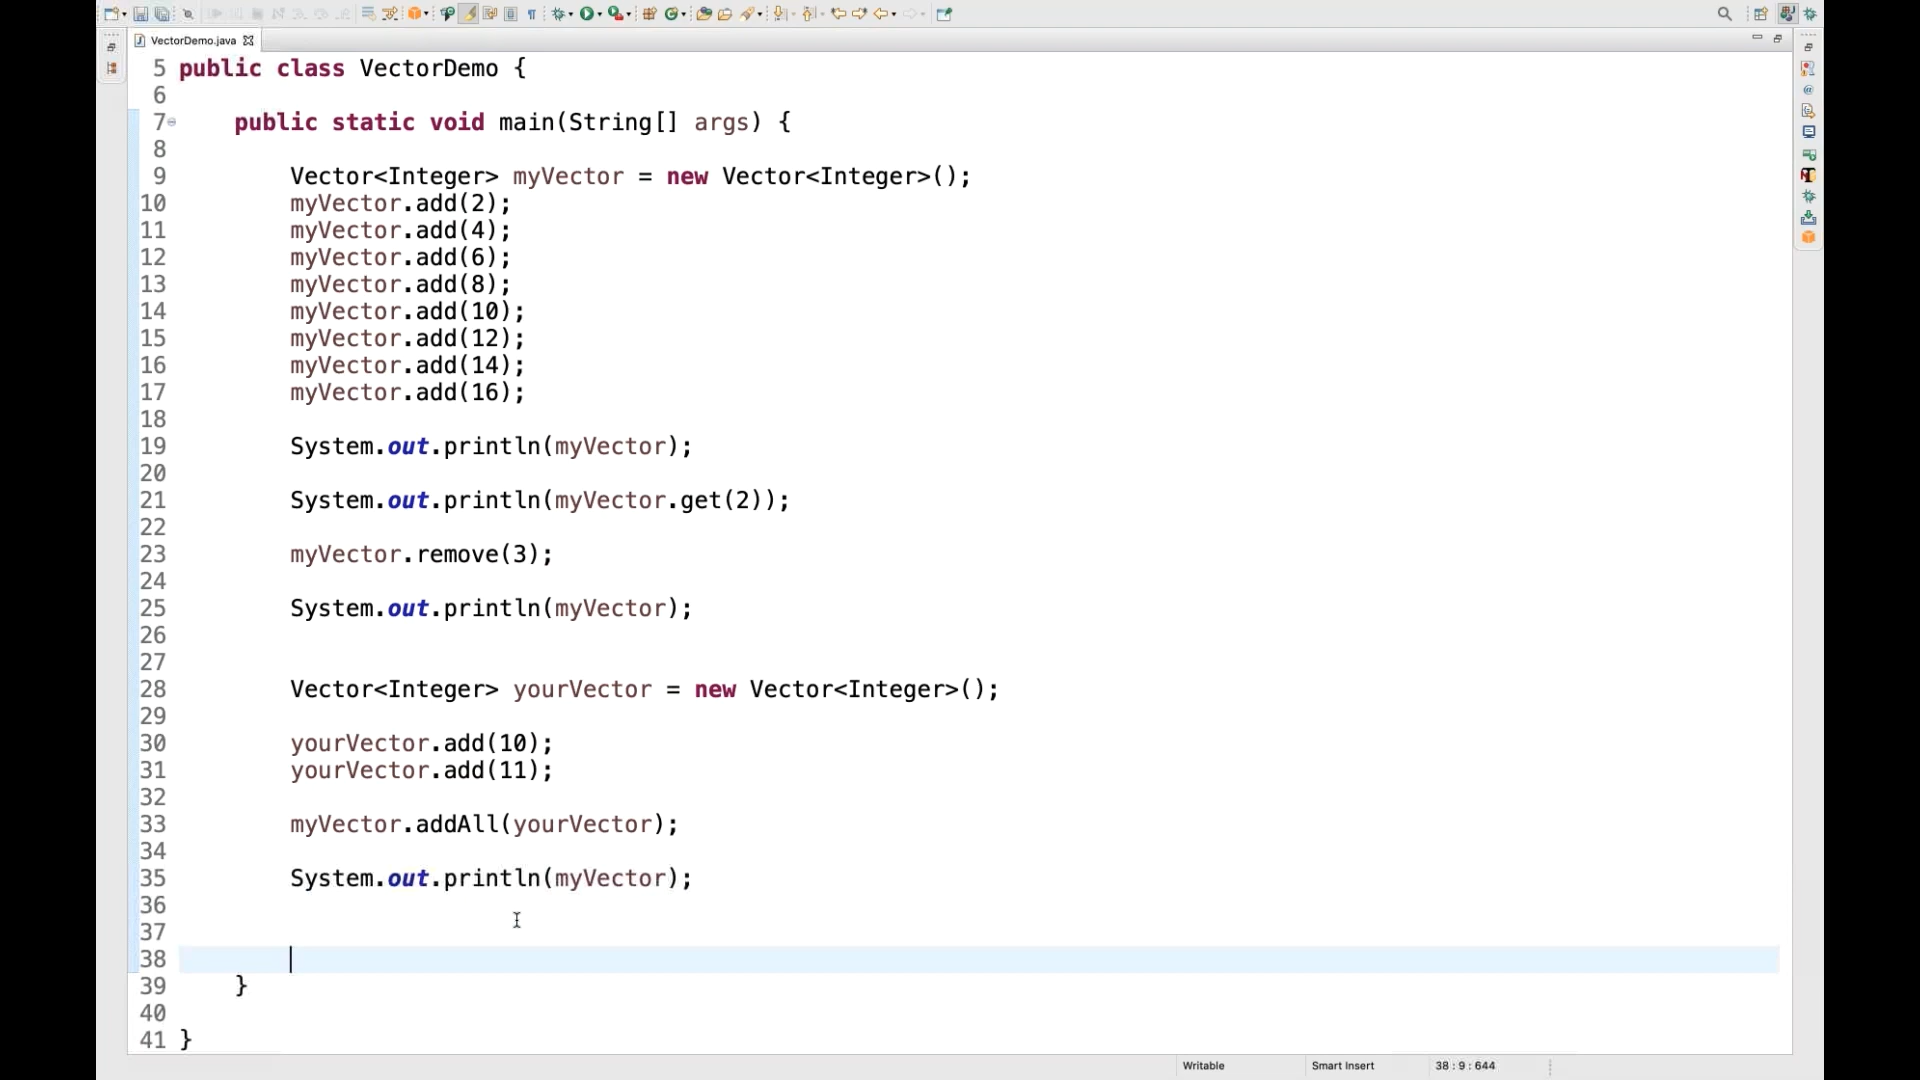 VectorDemo.java
5 public class VectorDemo {
6
7 public static void main(String[] args) {
8
9 Vector<Integer> myVector = new Vector<Integer>();
10 myVector.add(2);
11 myVector.add(4);
12 myVector.add(6);
13 myVector.add(8);
14 myVector.add(10);
15 myVector.add(12);
16 myVector.add(14);
17 myVector.add(16);
18
19 System.out.println(myVector);
20
21 System.out.println(myVector.get(2));
22
23 myVector.remove(3);
24
25 System.out.println(myVector);
26
27
28 Vector<Integer> yourVector = new Vector<Integer>();
29
30 yourVector.add(10);
31 yourVector.add(11);
32
33 myVector.addAll(yourVector);
34
35 System.out.println(myVector);
36
37
38
39 }
40
41 }
Writable Smart Insert 38 : 9 : 644